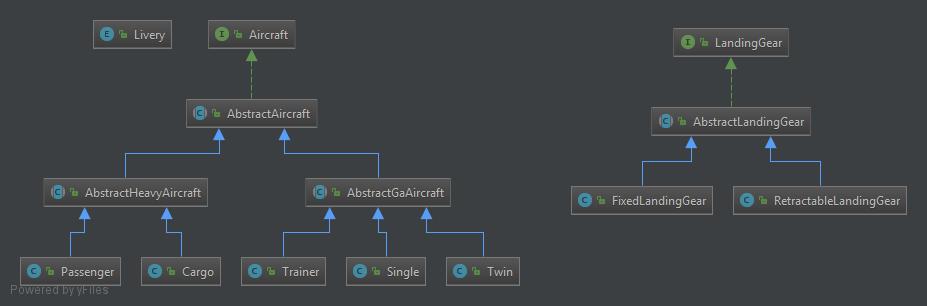 E Livery
I Aircraft
I LandingGear
C AbstractAircraft
C AbstractLandingGear
C AbstractHeavyAircraft
C AbstractGaAircraft
C FixedLandingGear
C RetractableLandingGear
C Passenger
C Cargo
C Trainer
C Single
C Twin
Powered by yFiles